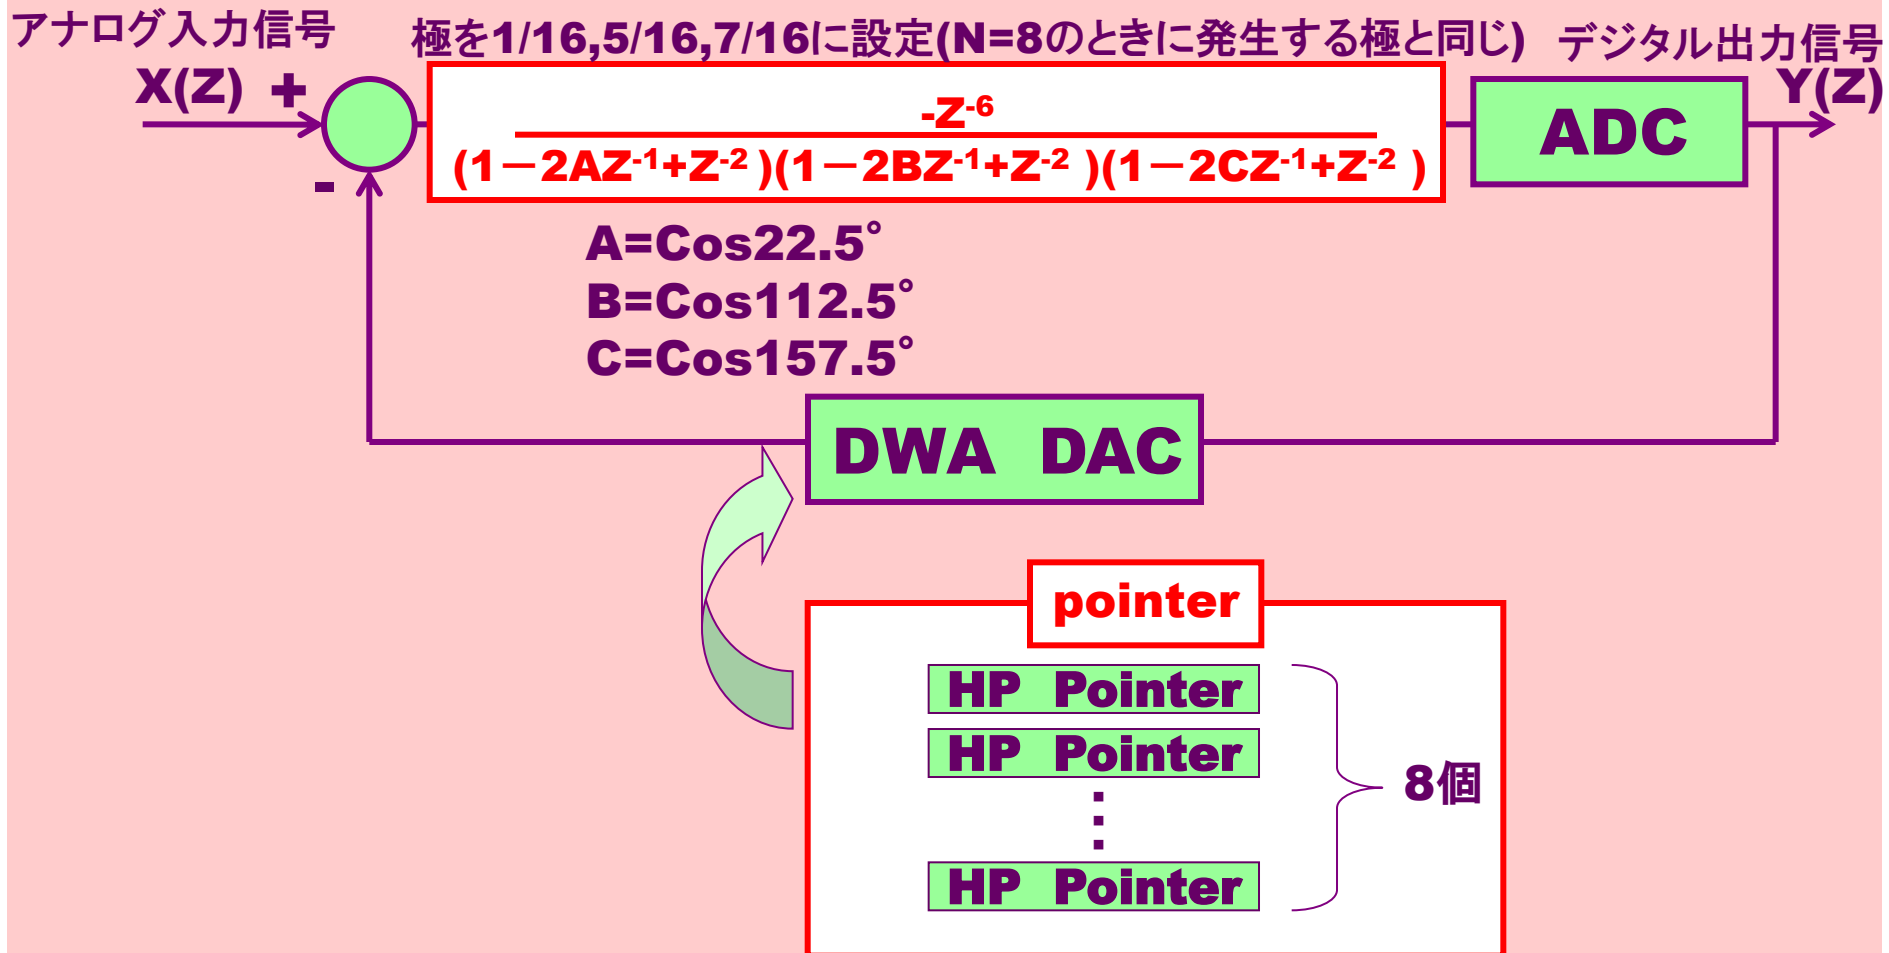 アナログ入力信号
極を1/16,5/16,7/16に設定(N=8のときに発生する極と同じ)
デジタル出力信号
X(Z) +
Y(Z)
-Z-6
(1－2AZ-1+Z-2 )(1－2BZ-1+Z-2 )(1－2CZ-1+Z-2 )
ADC
-
A=Cos22.5°
B=Cos112.5°
C=Cos157.5°
DWA DAC
pointer
HP Pointer
HP Pointer
⋮
8個
HP Pointer